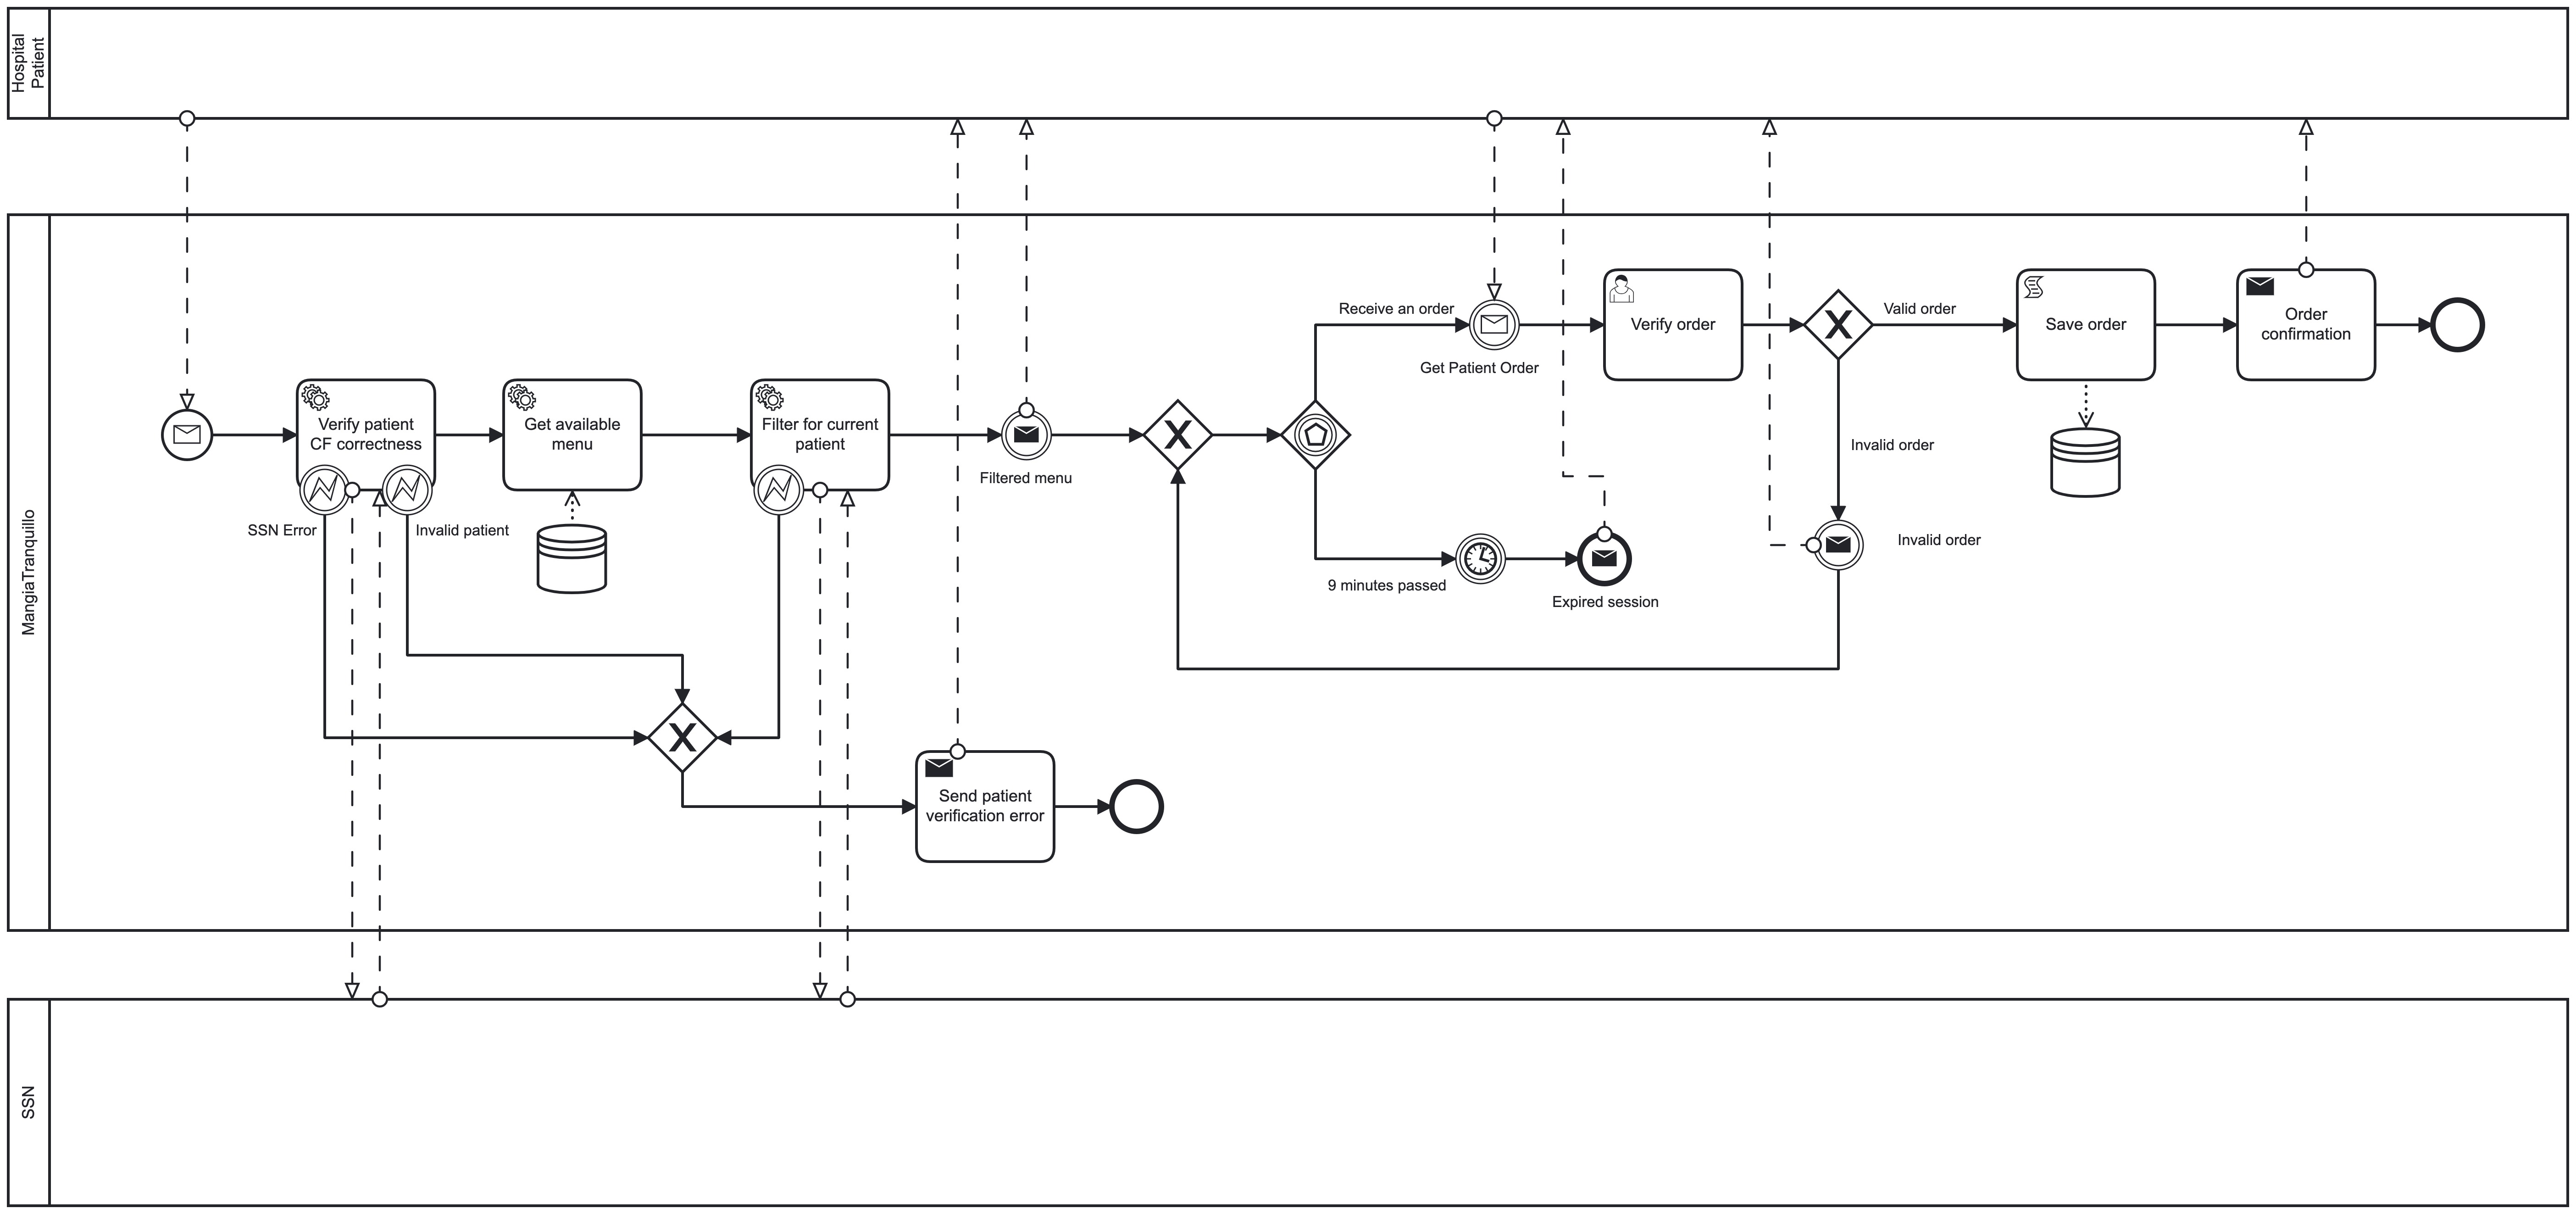 Hospital
Patient
MangiaTranquillo
Verify patient
CF correctness
SSN Error
Invalid patient
Get available
menu
Filter for current
patient
Filtered menu
Send patient
verification error
Receive an order
Get Patient Order
9 minutes passed
Expired session
Verify order
X
Valid order
Invalid order
Invalid order
Save order
Order
confirmation
X
X
SSN